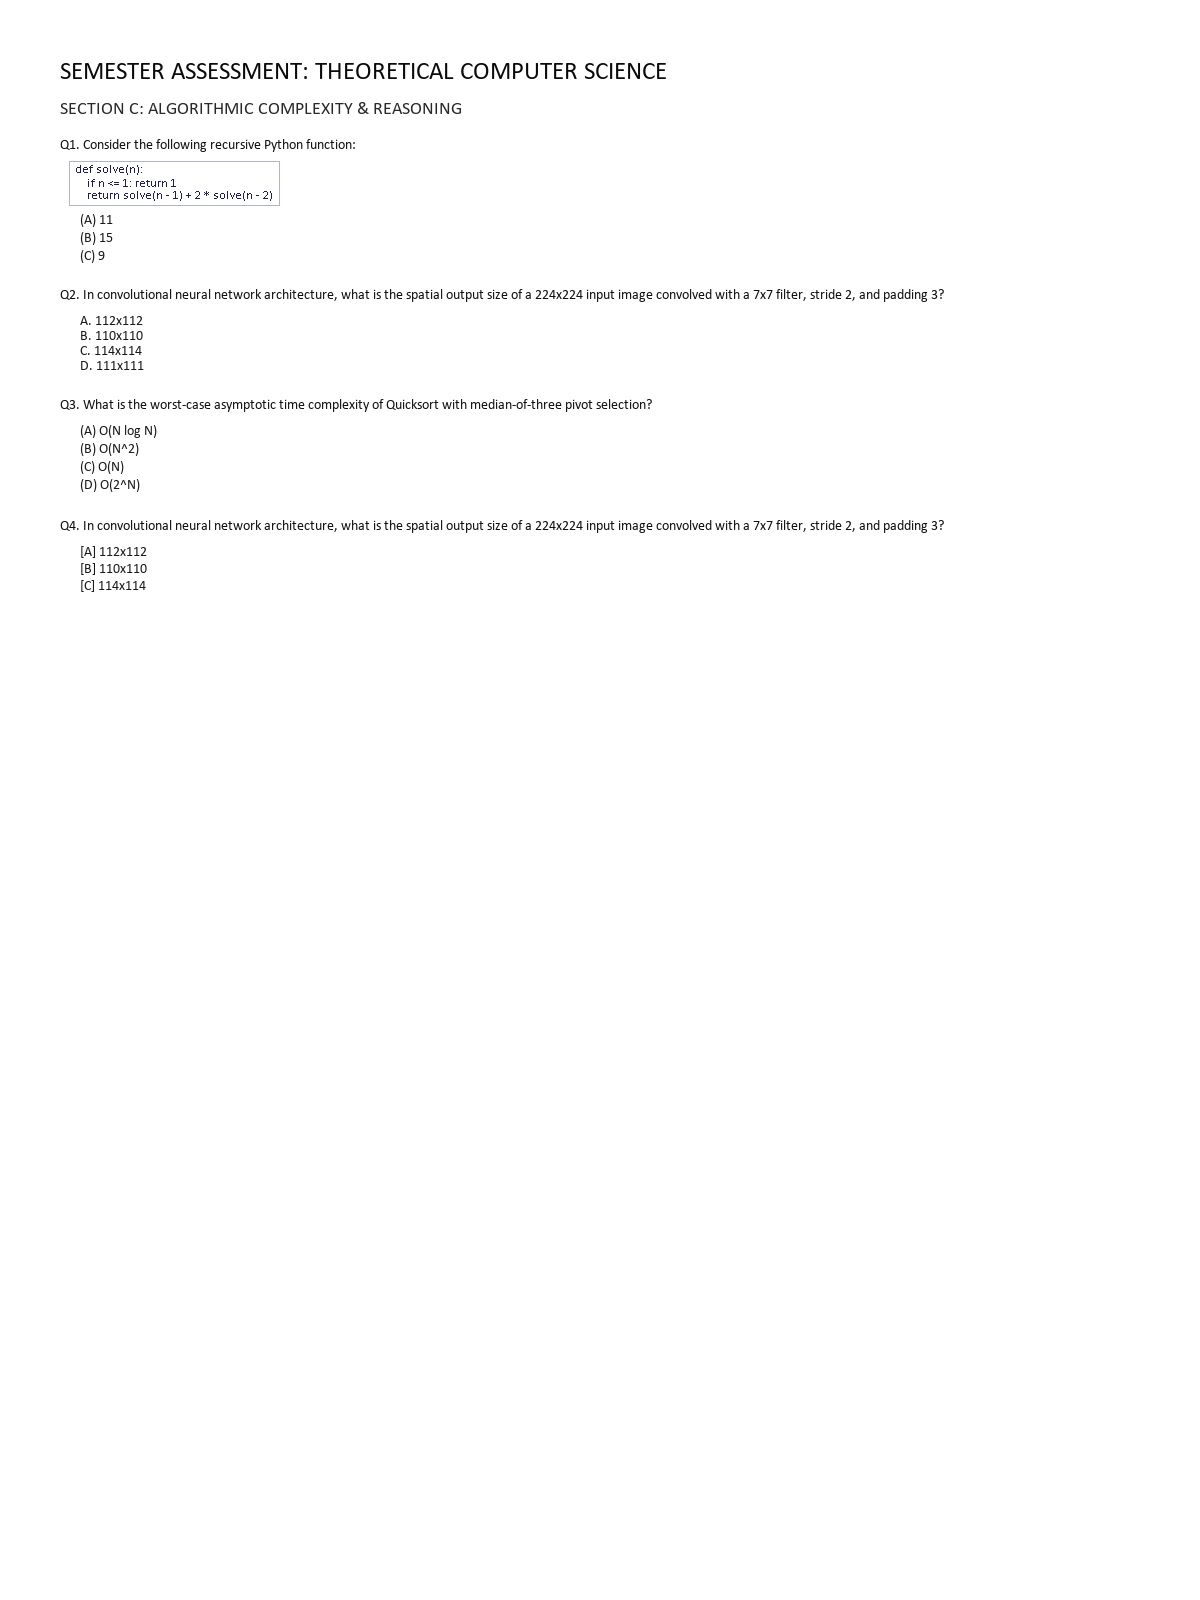 SEMESTER ASSESSMENT: THEORETICAL COMPUTER SCIENCE
SECTION C: ALGORITHMIC COMPLEXITY & REASONING
Q1. Consider the following recursive Python function:
def solve(n):
    if n <= 1: return 1
    return solve(n - 1) + 2 * solve(n - 2)
(A) 11
(B) 15
(C) 9
Q2. In convolutional neural network architecture, what is the spatial output size of a 224x224 input image convolved with a 7x7 filter, stride 2, and padding 3?
A. 112x112
B. 110x110
C. 114x114
D. 111x111
Q3. What is the worst-case asymptotic time complexity of Quicksort with median-of-three pivot selection?
(A) O(N log N)
(B) O(N^2)
(C) O(N)
(D) O(2^N)
Q4. In convolutional neural network architecture, what is the spatial output size of a 224x224 input image convolved with a 7x7 filter, stride 2, and padding 3?
[A] 112x112
[B] 110x110
[C] 114x114